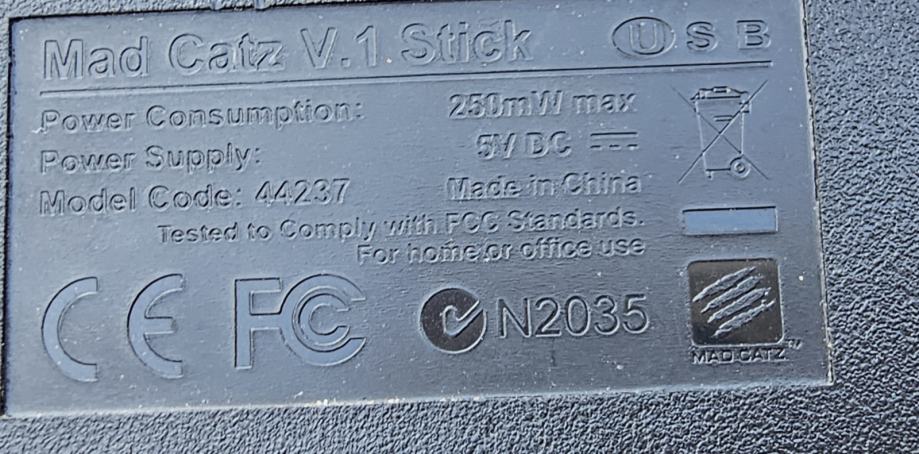 Mad Catz V.1 Stick USB
Power Consumption: 250mW max
Power Supply: 5V DC
Model Code: 44237 Made in China
Tested to Comply with FCC Standards.
For home or office use
CE FC N2035
MAD CATZ™